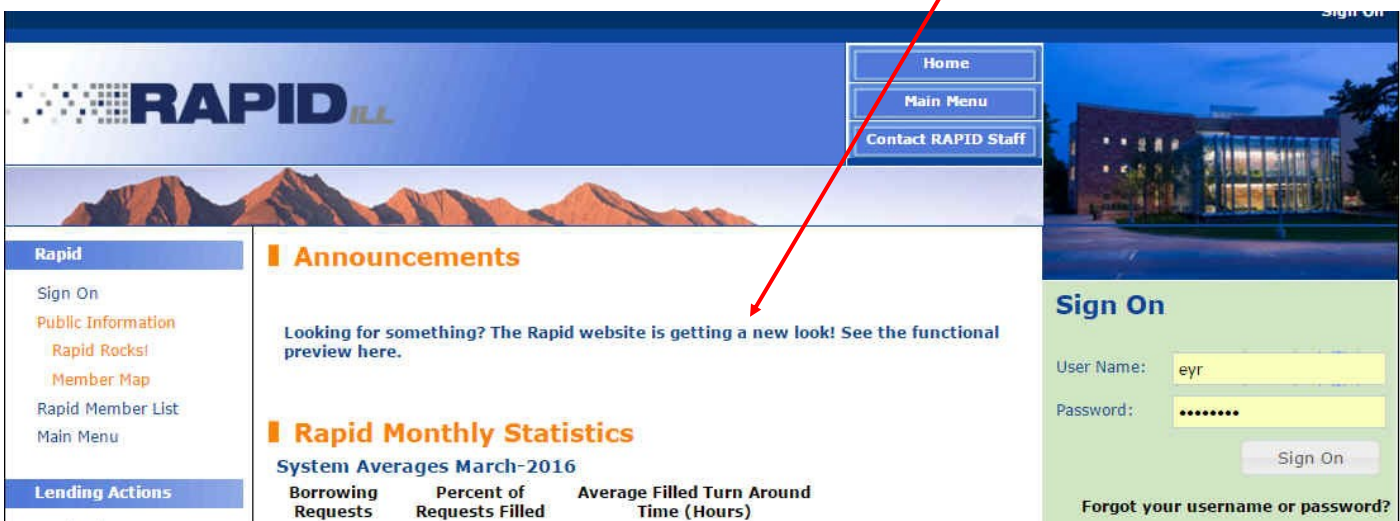 Sign On
RAPID ILL
Home
Main Menu
Contact RAPID Staff
Rapid
Sign On
Public Information
Rapid Rocks!
Member Map
Rapid Member List
Main Menu
Lending Actions
Announcements
Looking for something? The Rapid website is getting a new look! See the functional
preview here.
Rapid Monthly Statistics
System Averages March-2016
Borrowing Percent of Average Filled Turn Around
Requests Requests Filled Time (Hours)
Sign On
User Name: eyr
Password: ••••••••
Sign On
Forgot your username or password?